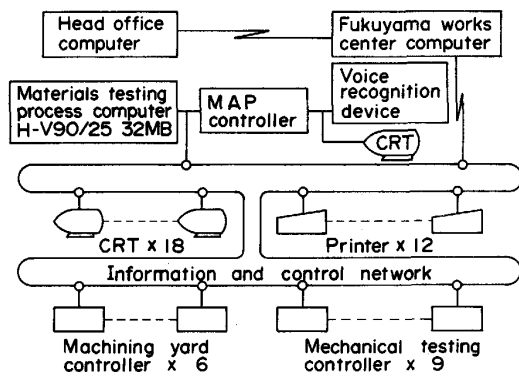 Head office
computer
Fukuyama works
center computer
Materials testing
process computer
H-V90/25 32MB
MAP
controller
Voice
recognition
device
CRT
CRT × 18
Printer × 12
Information and control network
Machining yard
controller × 6
Mechanical testing
controller × 9